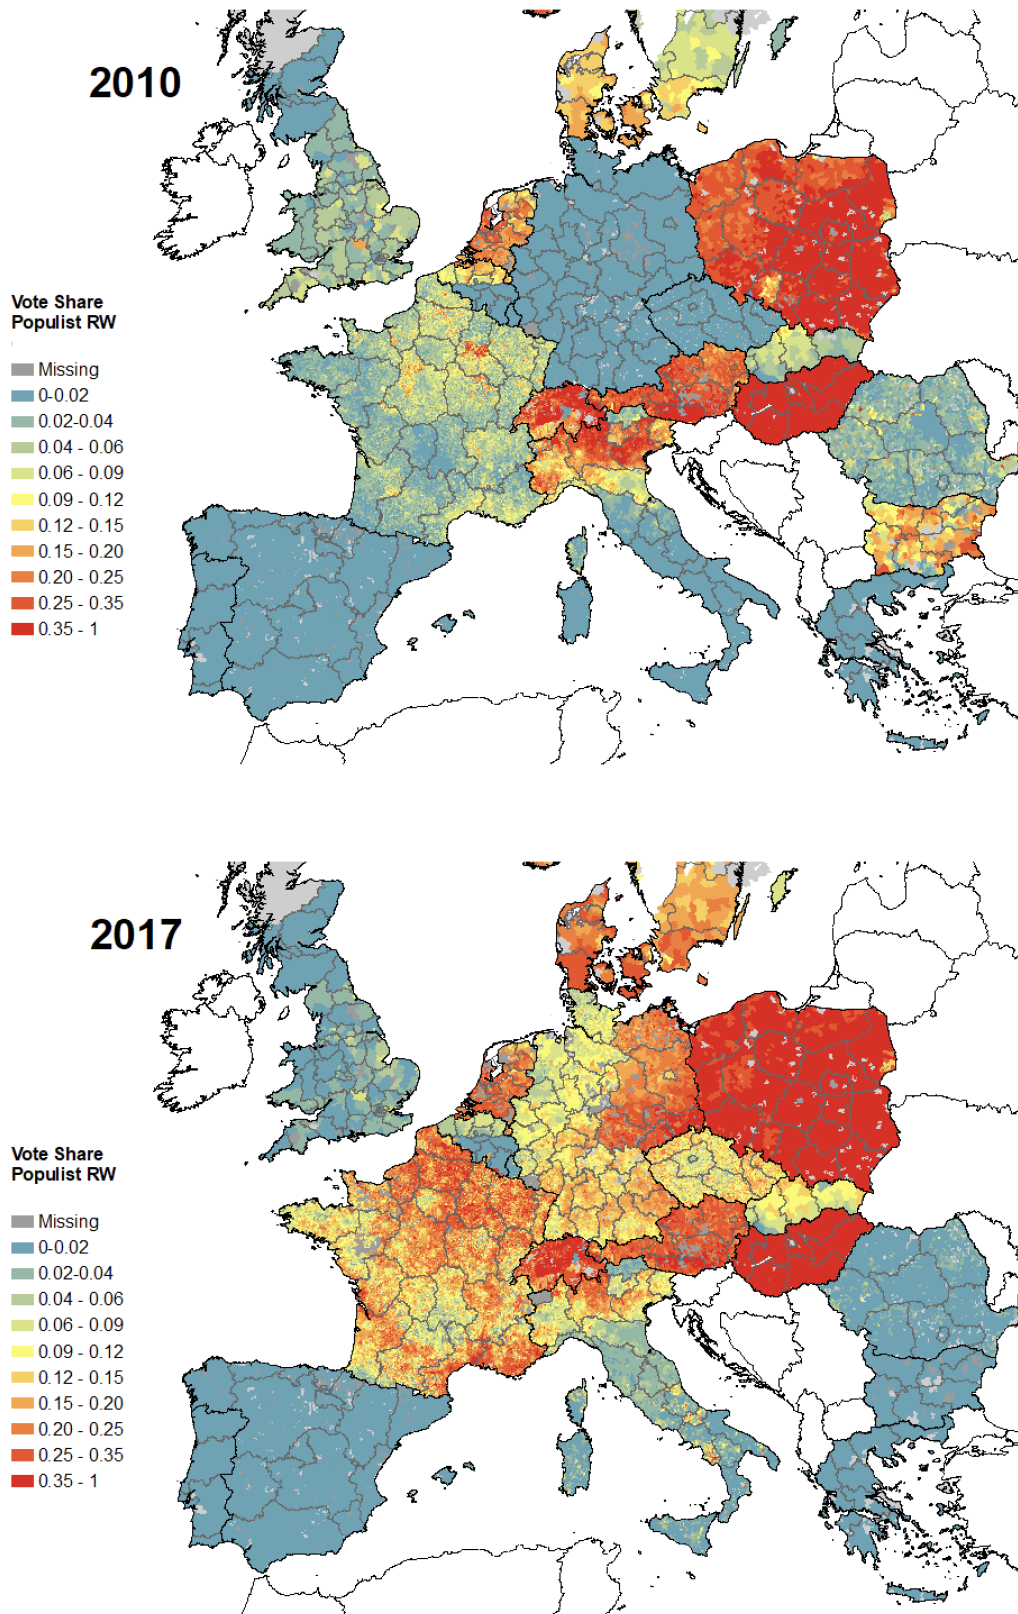 2010
Vote Share
Populist RW
Missing
0-0.02
0.02-0.04
0.04 - 0.06
0.06 - 0.09
0.09 - 0.12
0.12 - 0.15
0.15 - 0.20
0.20 - 0.25
0.25 - 0.35
0.35 - 1
2017
Vote Share
Populist RW
Missing
0-0.02
0.02-0.04
0.04 - 0.06
0.06 - 0.09
0.09 - 0.12
0.12 - 0.15
0.15 - 0.20
0.20 - 0.25
0.25 - 0.35
0.35 - 1